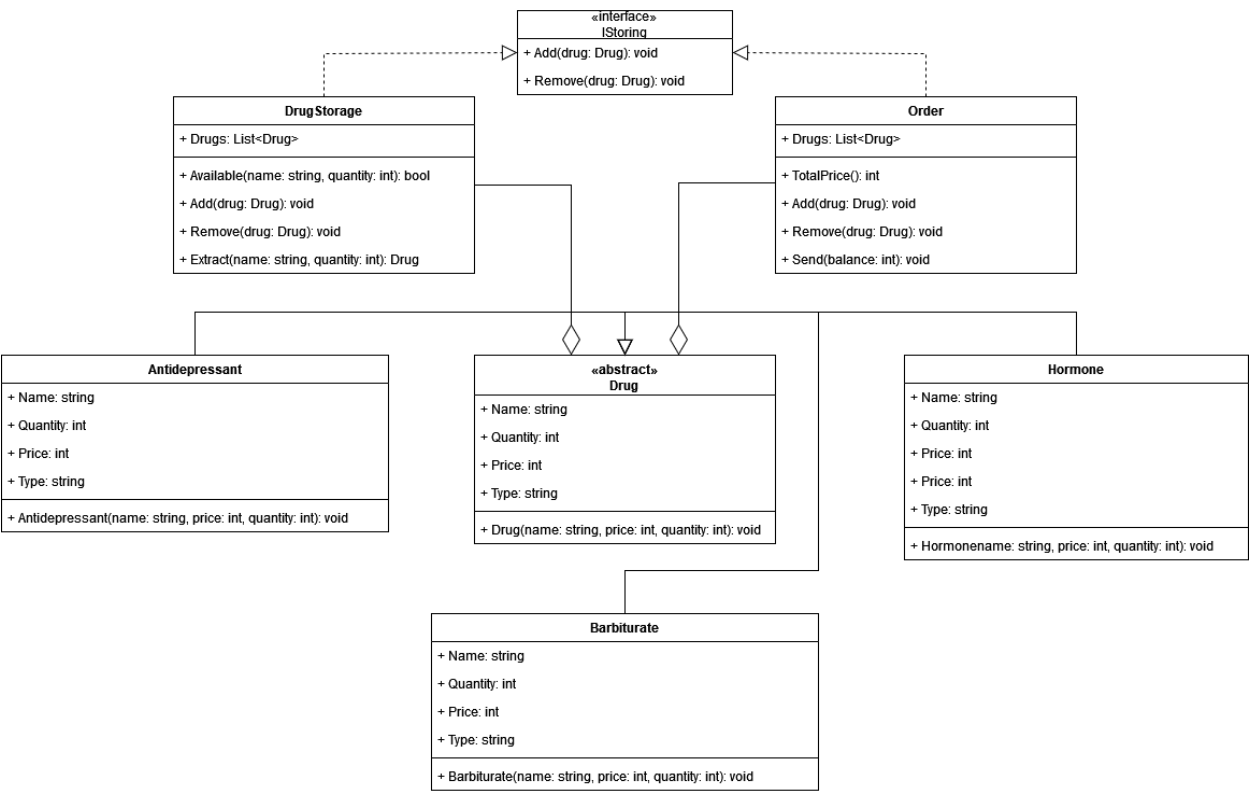 «interface»
IStoring
+ Add(drug: Drug): void
+ Remove(drug: Drug): void
DrugStorage
+ Drugs: List<Drug>
+ Available(name: string, quantity: int): bool
+ Add(drug: Drug): void
+ Remove(drug: Drug): void
+ Extract(name: string, quantity: int): Drug
Order
+ Drugs: List<Drug>
+ TotalPrice(): int
+ Add(drug: Drug): void
+ Remove(drug: Drug): void
+ Send(balance: int): void
Antidepressant
+ Name: string
+ Quantity: int
+ Price: int
+ Type: string
+ Antidepressant(name: string, price: int, quantity: int): void
«abstract»
Drug
+ Name: string
+ Quantity: int
+ Price: int
+ Type: string
+ Drug(name: string, price: int, quantity: int): void
Hormone
+ Name: string
+ Quantity: int
+ Price: int
+ Price: int
+ Type: string
+ Hormonename: string, price: int, quantity: int): void
Barbiturate
+ Name: string
+ Quantity: int
+ Price: int
+ Type: string
+ Barbiturate(name: string, price: int, quantity: int): void